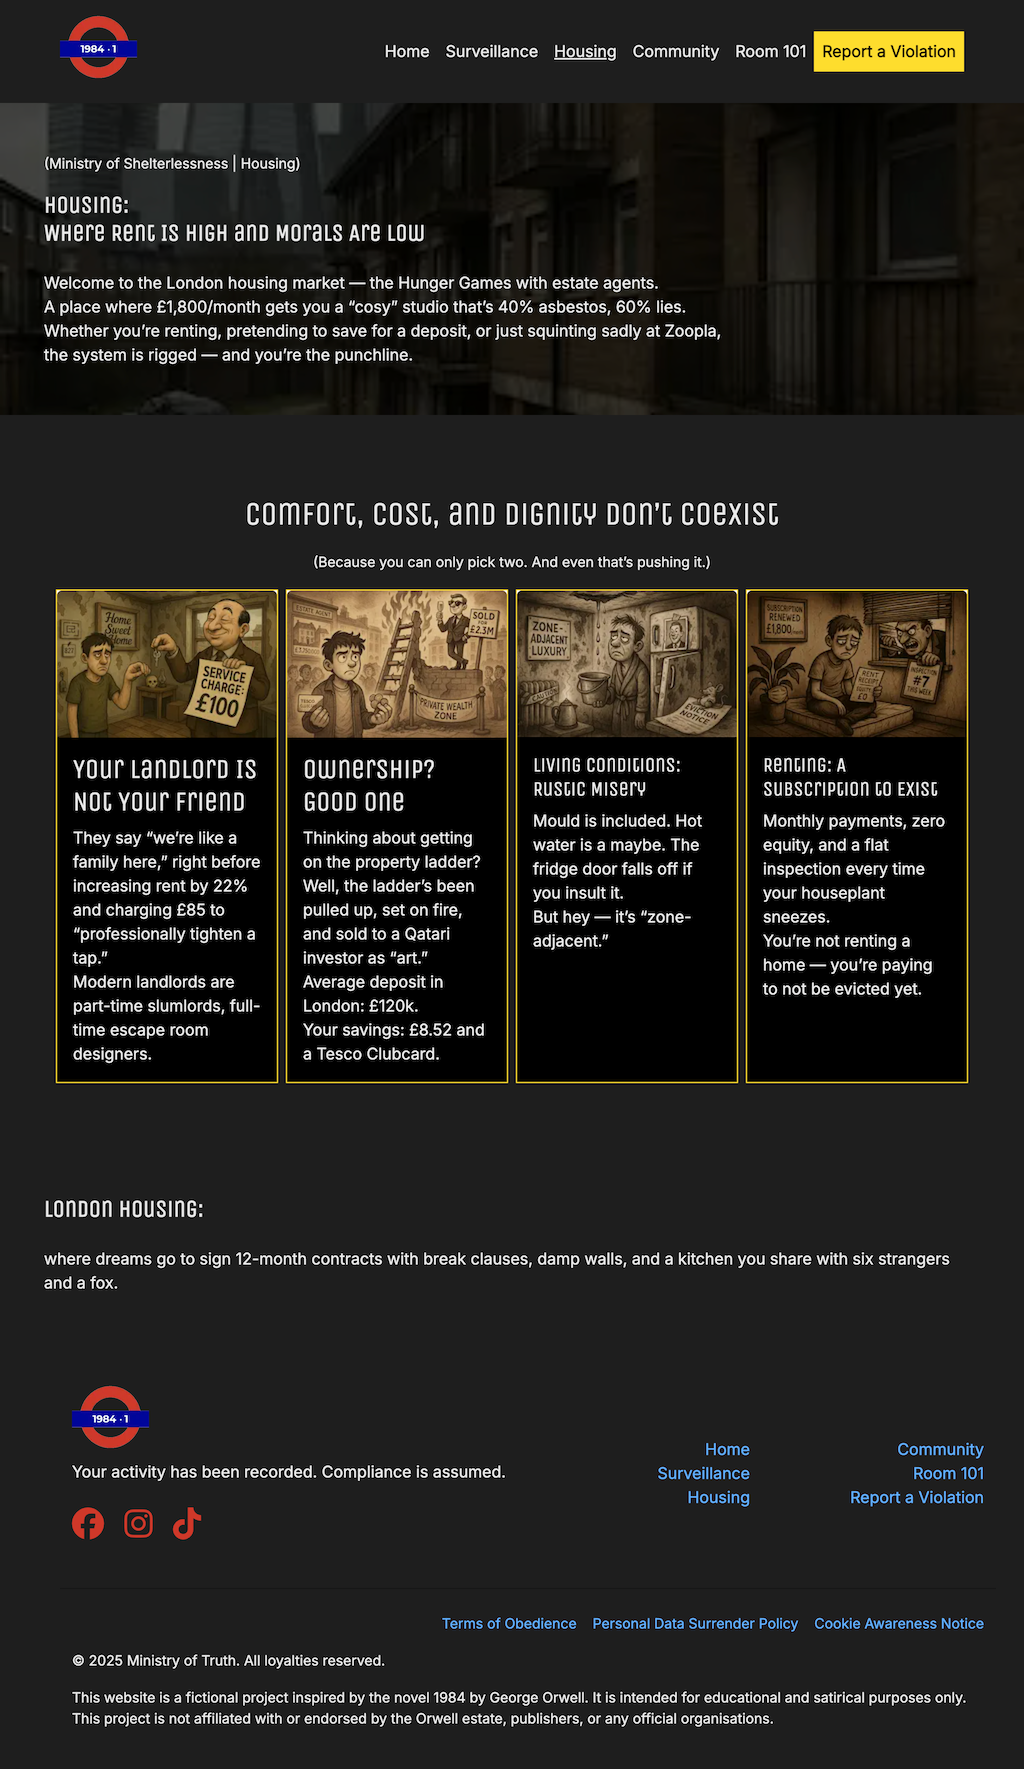 1984 · 1
Home Surveillance Housing Community Room 101 Report a Violation
(Ministry of Shelterlessness | Housing)
Housing:
Where Rent Is High and Morals Are Low
Welcome to the London housing market — the Hunger Games with estate agents.
A place where £1,800/month gets you a “cosy” studio that’s 40% asbestos, 60% lies.
Whether you’re renting, pretending to save for a deposit, or just squinting sadly at Zoopla,
the system is rigged — and you’re the punchline.
Comfort, Cost, and Dignity Don’t Coexist
(Because you can only pick two. And even that’s pushing it.)
Home
Sweet
Home
SERVICE
CHARGE:
£100
Your Landlord Is
Not Your Friend
They say “we’re like a
family here,” right before
increasing rent by 22%
and charging £85 to
“professionally tighten a
tap.”
Modern landlords are
part-time slumlords, full-
time escape room
designers.
ESTATE AGENT
SOLD
FOR
£2.3M
PRIVATE WEALTH
ZONE
TESCO
Ownership?
Good One
Thinking about getting
on the property ladder?
Well, the ladder’s been
pulled up, set on fire,
and sold to a Qatari
investor as “art.”
Average deposit in
London: £120k.
Your savings: £8.52 and
a Tesco Clubcard.
ZONE-
ADJACENT
LUXURY
CAUTION
EVICTION
NOTICE
Living Conditions:
Rustic Misery
Mould is included. Hot
water is a maybe. The
fridge door falls off if
you insult it.
But hey — it’s “zone-
adjacent.”
SUBSCRIPTION
RENEWED
£1,800
RENT
RECEIPT
EQUITY:
£0
INSPECTION
#7
THIS WEEK
Renting: A
Subscription to Exist
Monthly payments, zero
equity, and a flat
inspection every time
your houseplant
sneezes.
You’re not renting a
home — you’re paying
to not be evicted yet.
London Housing:
where dreams go to sign 12-month contracts with break clauses, damp walls, and a kitchen you share with six strangers
and a fox.
1984 · 1
Your activity has been recorded. Compliance is assumed.
Home
Surveillance
Housing
Community
Room 101
Report a Violation
Terms of Obedience Personal Data Surrender Policy Cookie Awareness Notice
© 2025 Ministry of Truth. All loyalties reserved.
This website is a fictional project inspired by the novel 1984 by George Orwell. It is intended for educational and satirical purposes only.
This project is not affiliated with or endorsed by the Orwell estate, publishers, or any official organisations.